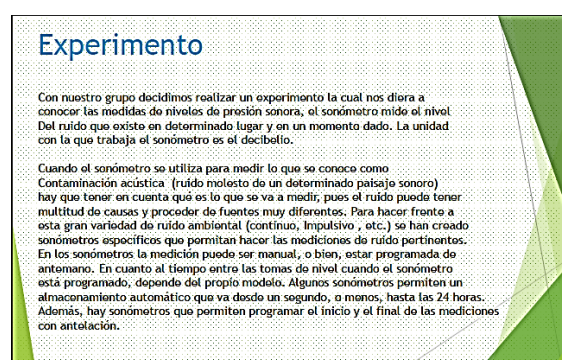 Experimento
Con nuestro grupo decidimos realizar un experimento la cual nos diera a
conocer las medidas de niveles de presión sonora, el sonómetro mide el nivel
Del ruido que existe en determinado lugar y en un momento dado. La unidad
con la que trabaja el sonómetro es el decibelio.
Cuando el sonómetro se utiliza para medir lo que se conoce como
Contaminación acústica (ruido molesto de un determinado paisaje sonoro)
hay que tener en cuenta qué es lo que se va a medir, pues el ruido puede tener
multitud de causas y proceder de fuentes muy diferentes. Para hacer frente a
esta gran variedad de ruido ambiental (continuo, Impulsivo , etc.) se han creado
sonómetros específicos que permitan hacer las mediciones de ruido pertinentes.
En los sonómetros la medición puede ser manual, o bien, estar programada de
antemano. En cuanto al tiempo entre las tomas de nivel cuando el sonómetro
está programado, depende del propio modelo. Algunos sonómetros permiten un
almacenamiento automático que va desde un segundo, o menos, hasta las 24 horas.
Además, hay sonómetros que permiten programar el inicio y el final de las mediciones
con antelación.